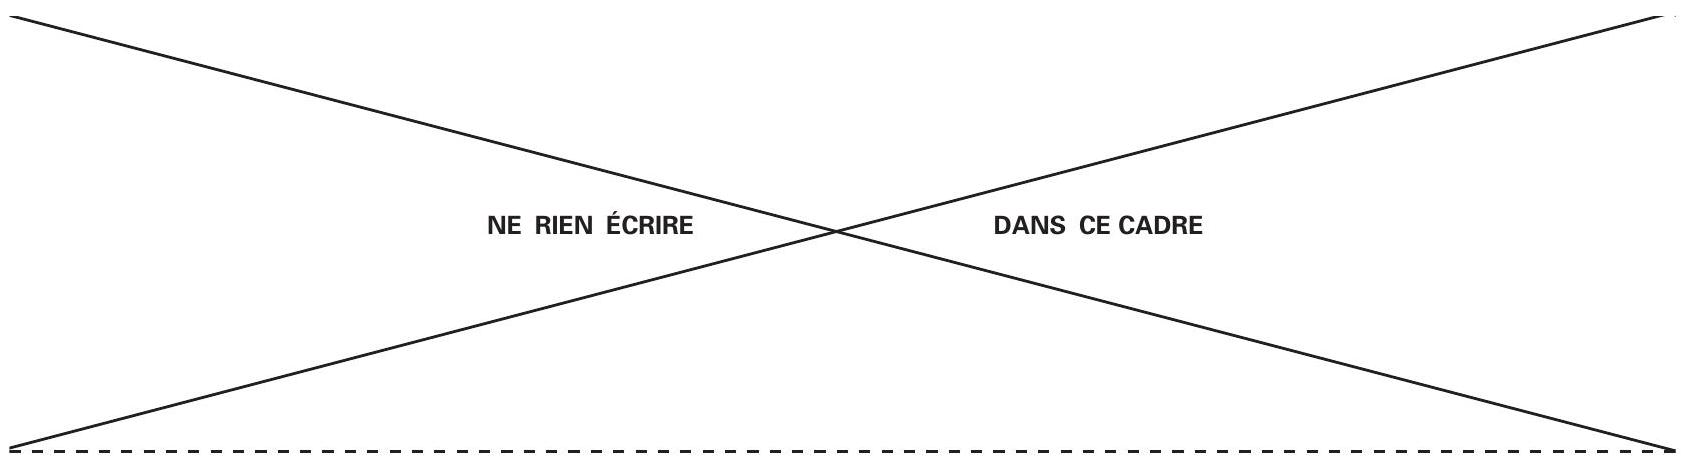 NE RIEN ÉCRIRE DANS CE CADRE